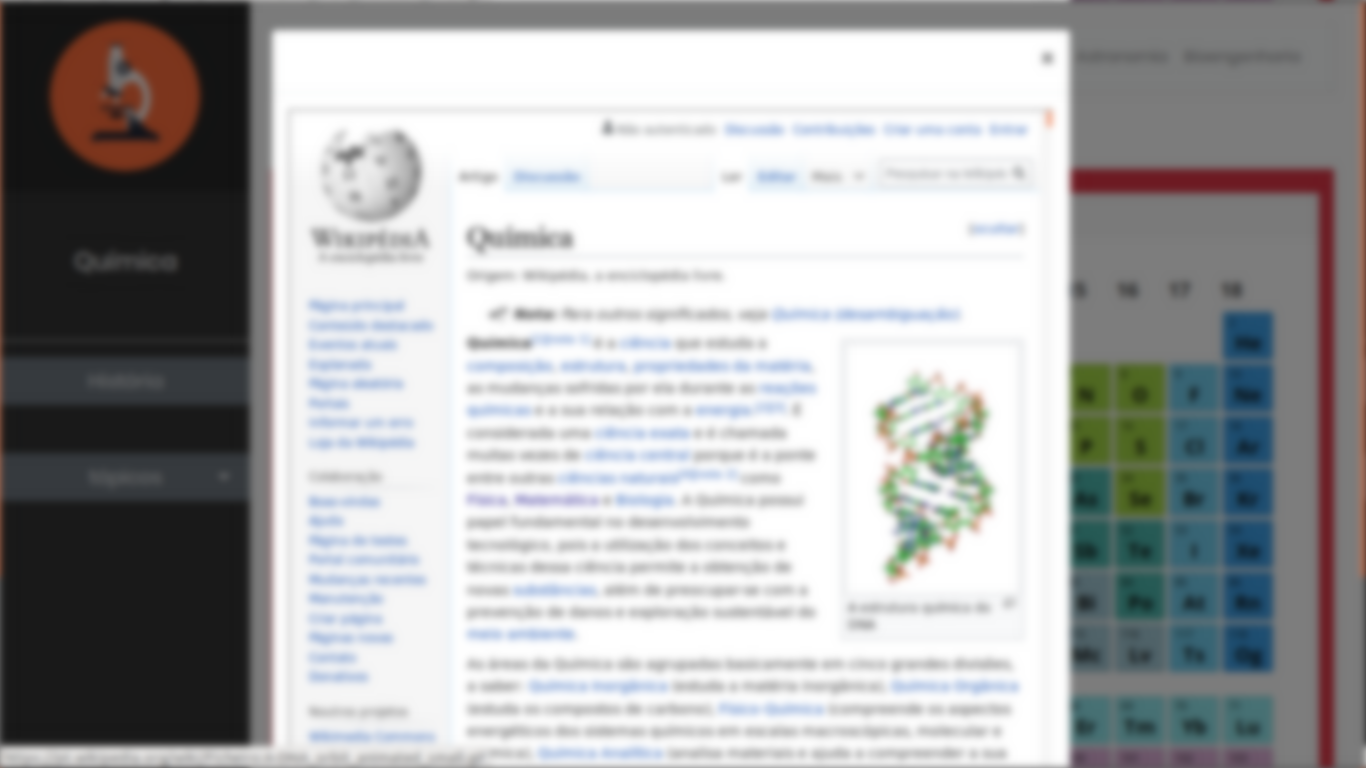 Química
História
tópicos
Astronomia Bioengenharia
Não autenticado Discussão Contribuições Criar uma conta Entrar
Artigo Discussão Ler Editar Mais
WIKIPÉDIA
A enciclopédia livre
Química
[ocultar]
Origem: Wikipédia, a enciclopédia livre.
Nota: Para outros significados, veja Química (desambiguação).
Química é a ciência que estuda a
composição, estrutura, propriedades da matéria,
as mudanças sofridas por ela durante as reações
químicas e a sua relação com a energia. É
considerada uma ciência exata e é chamada
muitas vezes de ciência central porque é a ponte
entre outras ciências naturais como
Física, Matemática e Biologia. A Química possui
papel fundamental no desenvolvimento
tecnológico, pois a utilização dos conceitos e
técnicas dessa ciência permite a obtenção de
novas substâncias, além de preocupar-se com a
prevenção de danos e exploração sustentável do
meio ambiente.
A estrutura química do
DNA
As áreas da Química são agrupadas basicamente em cinco grandes divisões,
a saber: Química Inorgânica (estuda a matéria inorgânica), Química Orgânica
(estuda os compostos de carbono), Físico-Química (compreende os aspectos
energéticos dos sistemas químicos em escalas macroscópicas, molecular e
Química Analítica (analisa materiais e ajuda a compreender a sua
Página principal
Conteúdo destacado
Eventos atuais
Esplanada
Página aleatória
Portais
Informar um erro
Loja da Wikipédia
Colaboração
Boas-vindas
Ajuda
Página de testes
Portal comunitário
Mudanças recentes
Manutenção
Criar página
Páginas novas
Contato
Donativos
Noutros projetos
Wikimedia Commons
16 17 18
He
N O F Ne
P S Cl Ar
As Se Br Kr
Sb Te I Xe
Bi Po At Rn
Mc Lv Ts Og
Er Tm Yb Lu